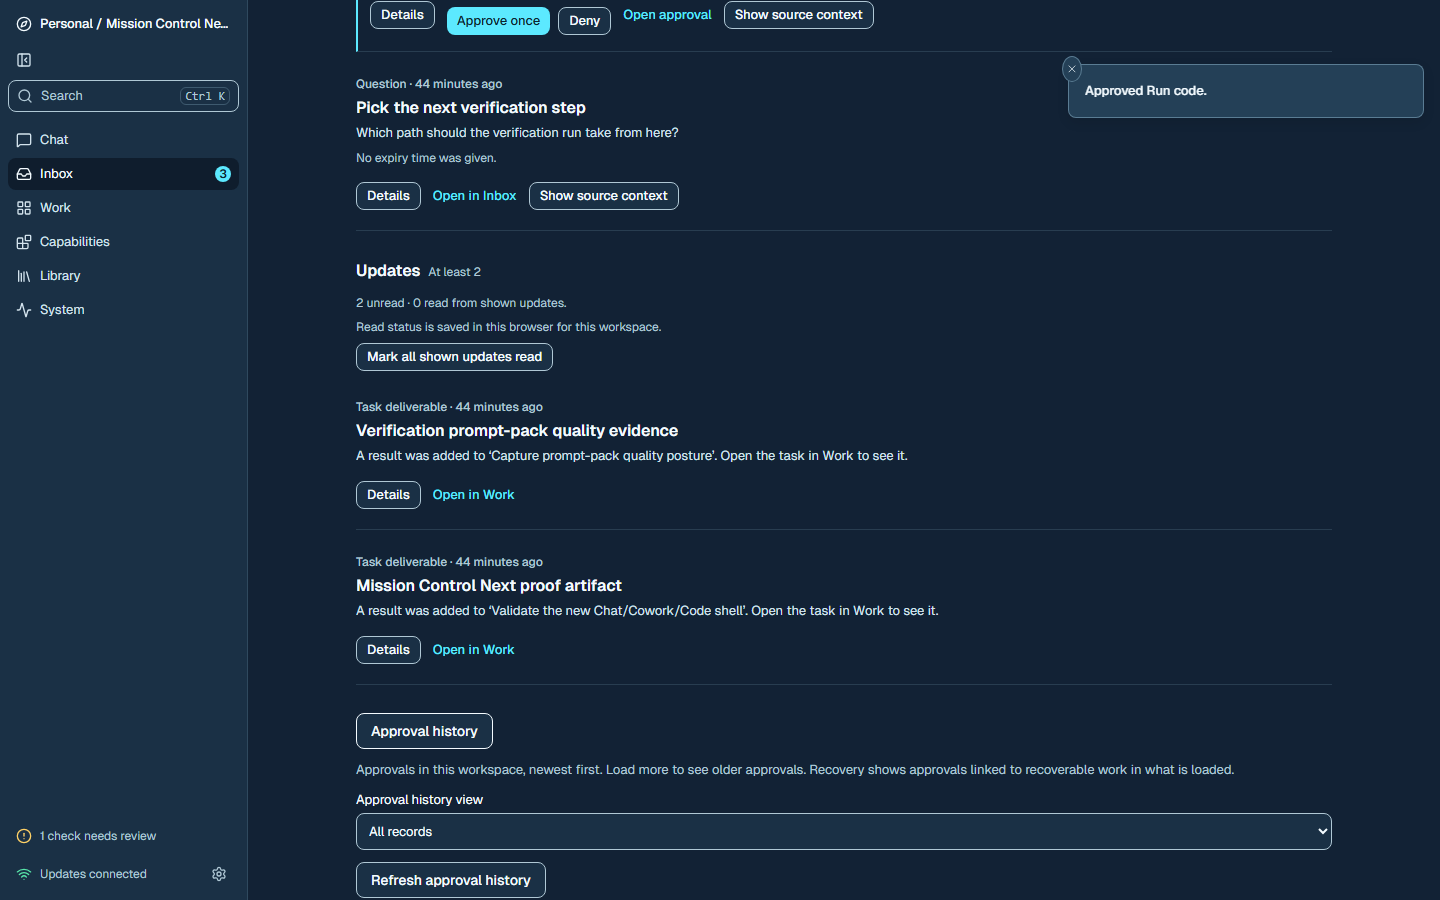 Personal / Mission Control Ne...
Search Ctrl K
Chat
Inbox 3
Work
Capabilities
Library
System
1 check needs review
Updates connected
Details Approve once Deny Open approval Show source context
Question · 44 minutes ago
Pick the next verification step
Which path should the verification run take from here?
No expiry time was given.
Details Open in Inbox Show source context
Updates At least 2
2 unread · 0 read from shown updates.
Read status is saved in this browser for this workspace.
Mark all shown updates read
Task deliverable · 44 minutes ago
Verification prompt-pack quality evidence
A result was added to ‘Capture prompt-pack quality posture’. Open the task in Work to see it.
Details Open in Work
Task deliverable · 44 minutes ago
Mission Control Next proof artifact
A result was added to ‘Validate the new Chat/Cowork/Code shell’. Open the task in Work to see it.
Details Open in Work
Approval history
Approvals in this workspace, newest first. Load more to see older approvals. Recovery shows approvals linked to recoverable work in what is loaded.
Approval history view
All records
Refresh approval history
Approved Run code.